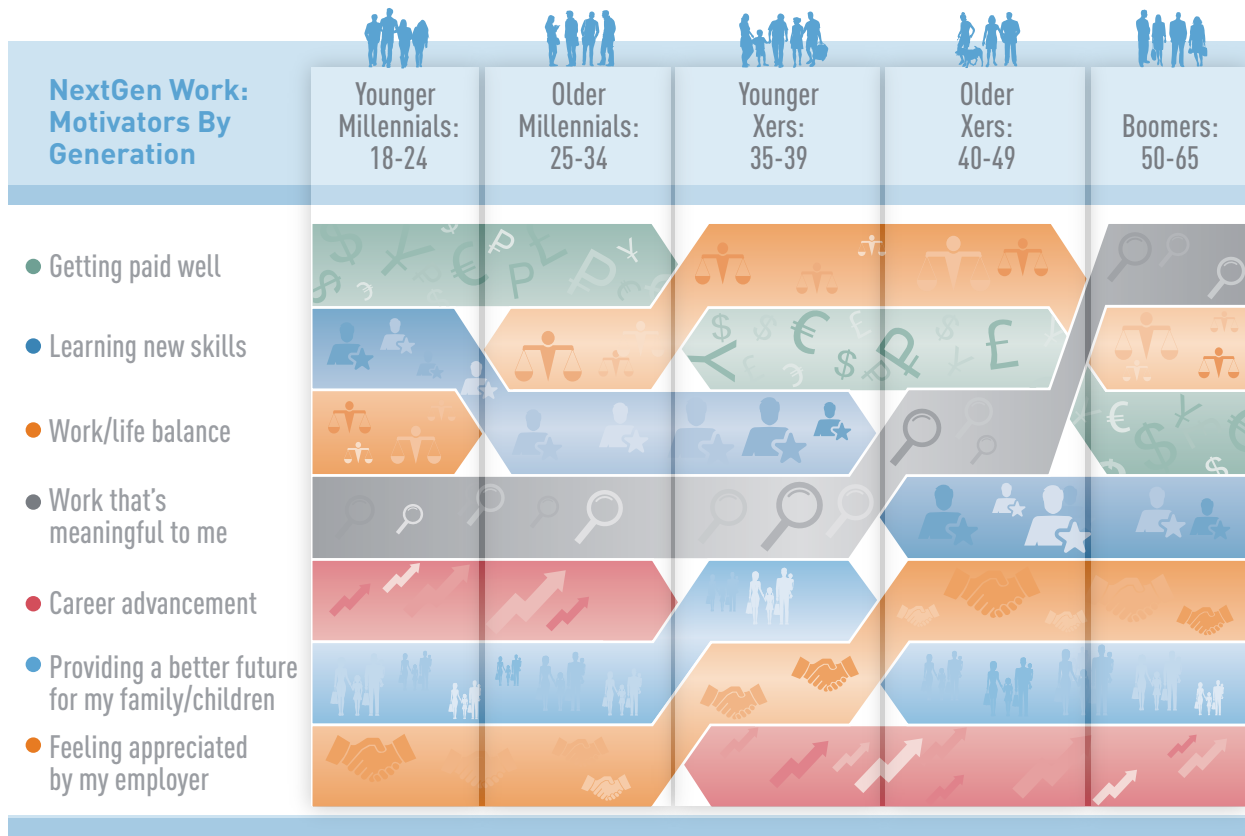 NextGen Work:
Motivators By
Generation
Younger
Millennials:
18-24
Older
Millennials:
25-34
Younger
Xers:
35-39
Older
Xers:
40-49
Boomers:
50-65
Getting paid well
Learning new skills
Work/life balance
Work that's
meaningful to me
Career advancement
Providing a better future
for my family/children
Feeling appreciated
by my employer